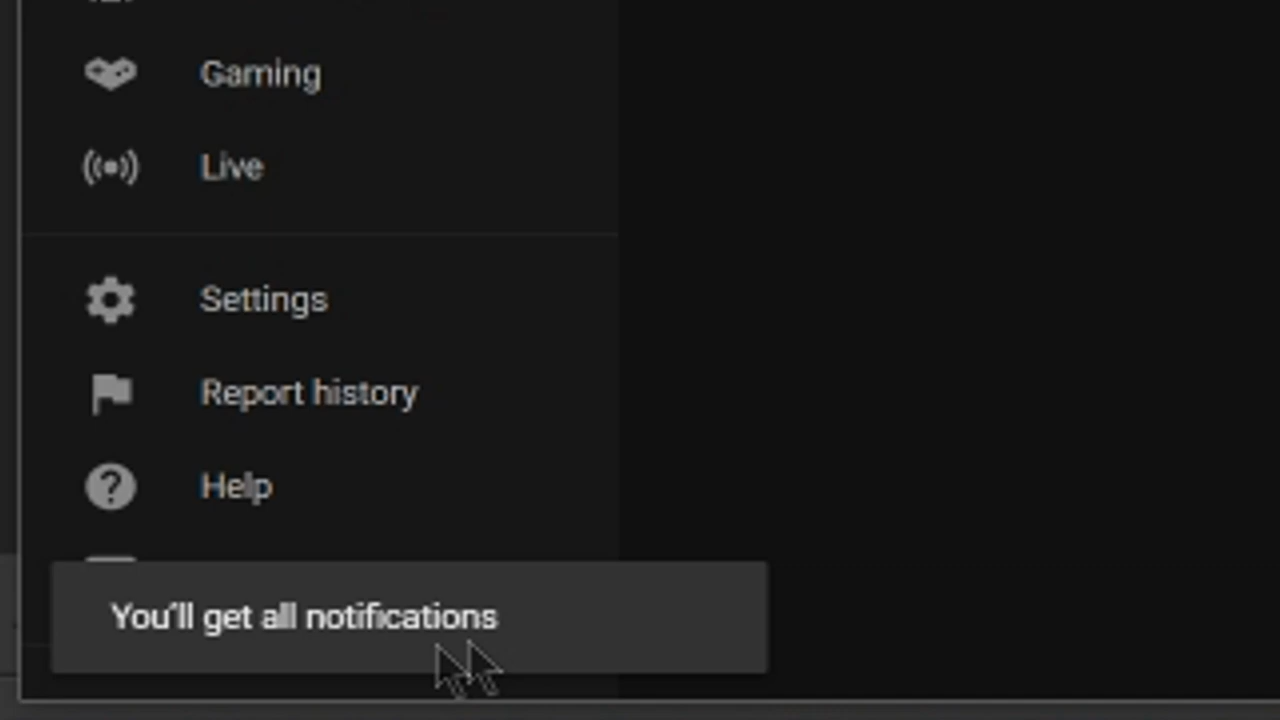 Gaming
Live
Settings
Report history
Help
You'll get all notifications